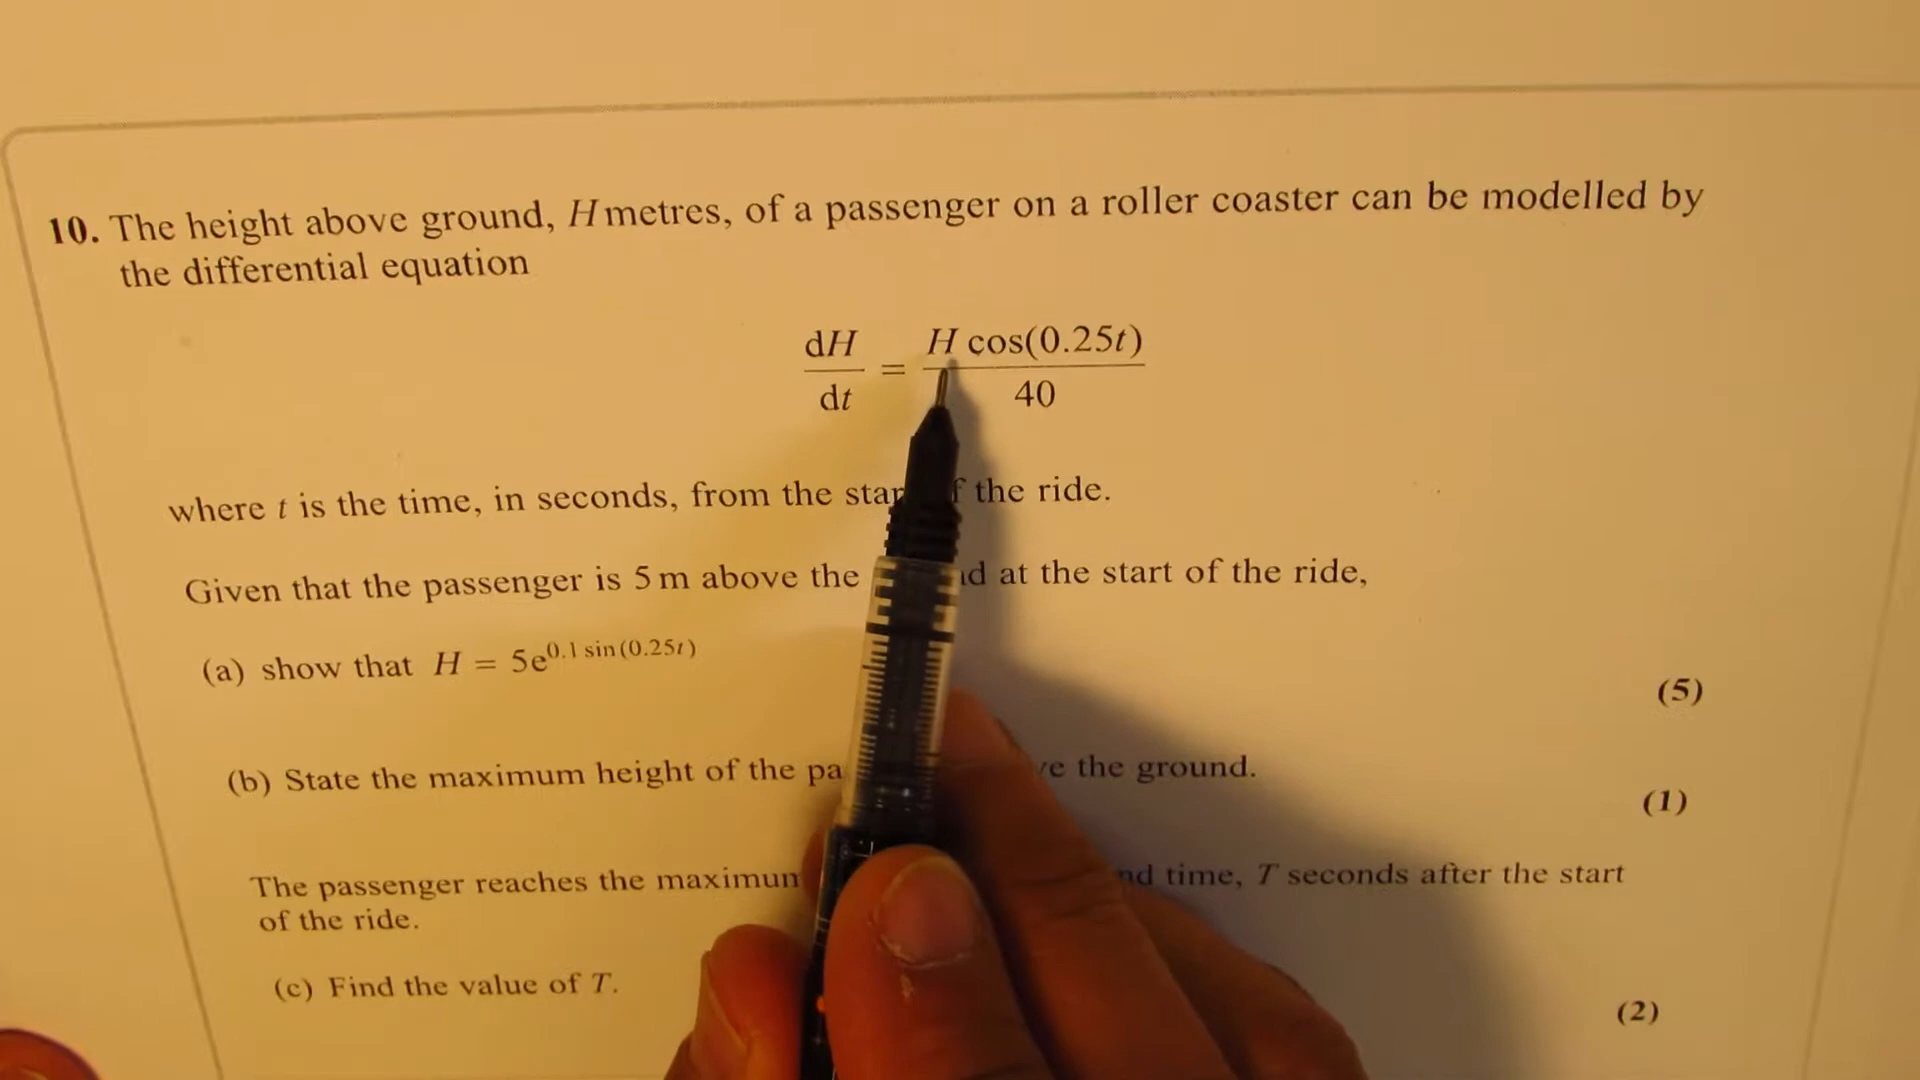 10. The height above ground, H metres, of a passenger on a roller coaster can be modelled by
the differential equation
dH/dt = H cos(0.25t)/40
where t is the time, in seconds, from the the ride.
Given that the passenger is 5 m above the at the start of the ride,
(a) show that H = 5e^0.1 sin(0.25t)
(5)
(b) State the maximum height of the the ground.
(1)
The passenger reaches the time, T seconds after the start
of the ride.
(c) Find the value of T.
(2)